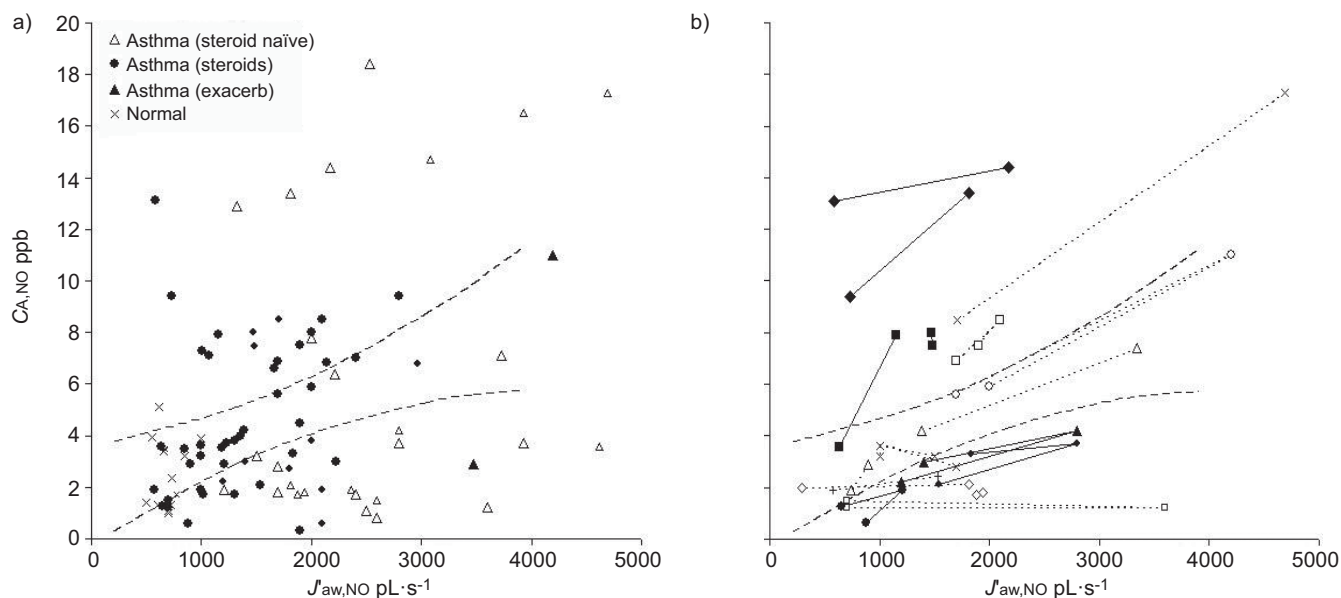 a)
20
18
16
14
12
10
8
6
4
2
0
CA,NO ppb
Asthma (steroid naïve)
Asthma (steroids)
Asthma (exacerb)
Normal
0 1000 2000 3000 4000 5000
J'aw,NO pL·s-1
b)
0 1000 2000 3000 4000 5000
J'aw,NO pL·s-1